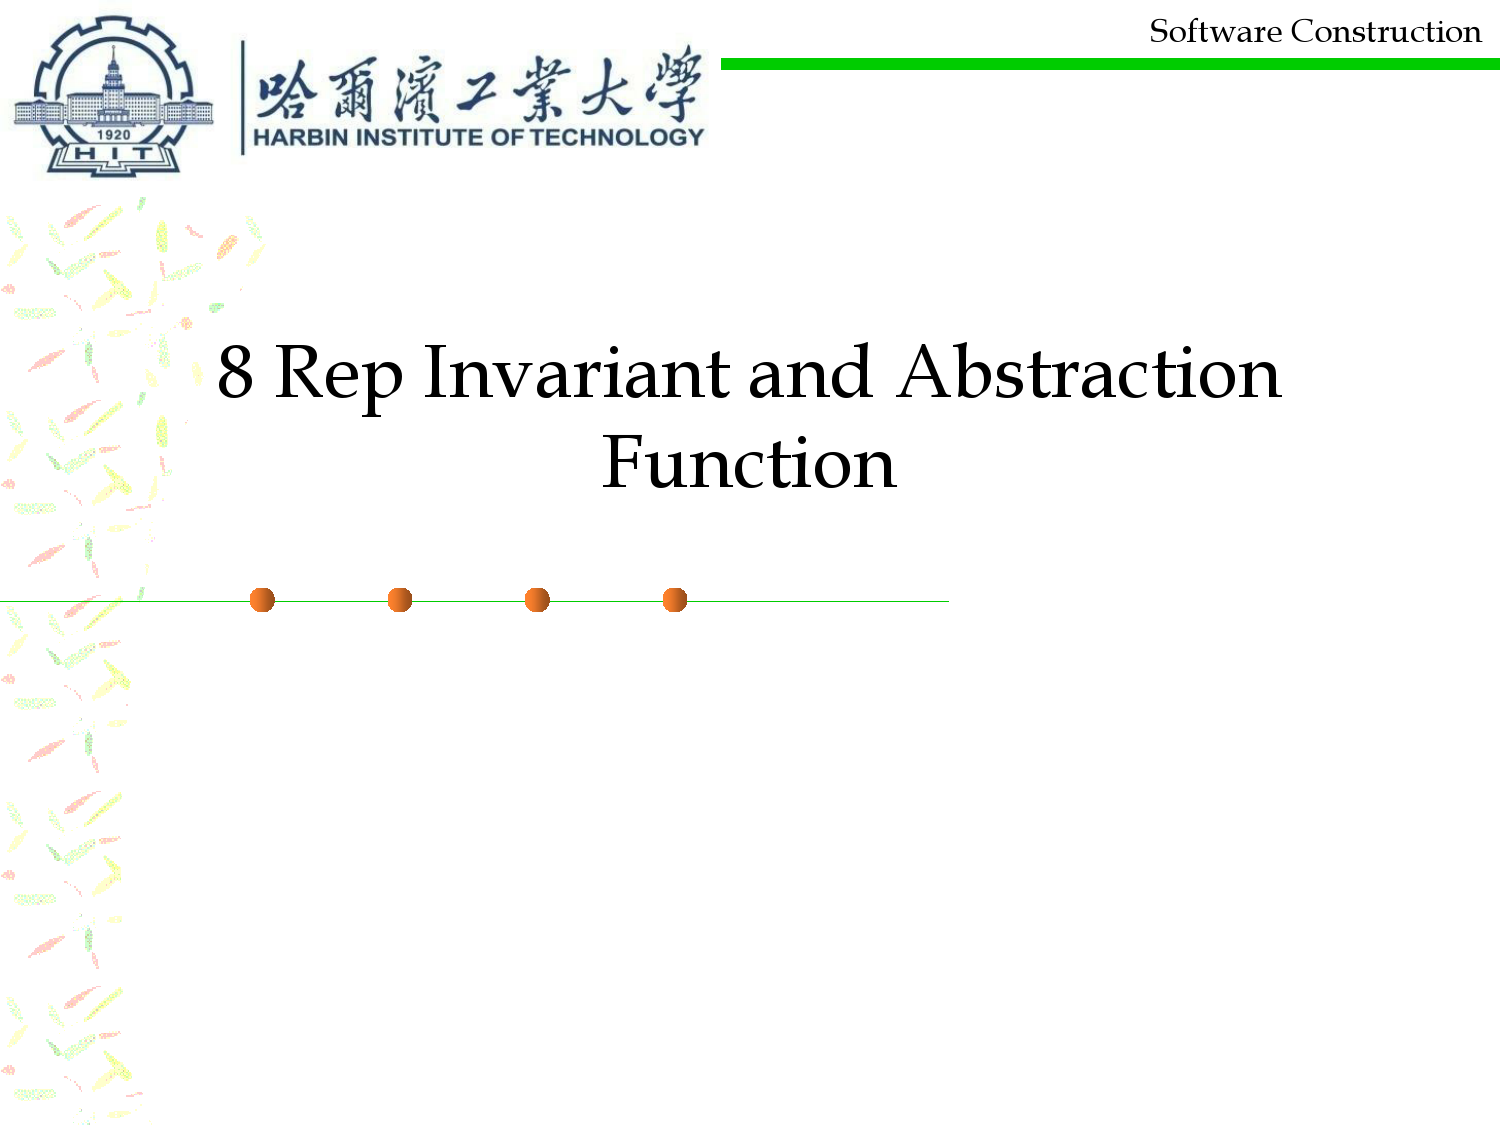 Software Construction
哈爾濱工業大學
HARBIN INSTITUTE OF TECHNOLOGY
1920
HIT
8 Rep Invariant and Abstraction
Function